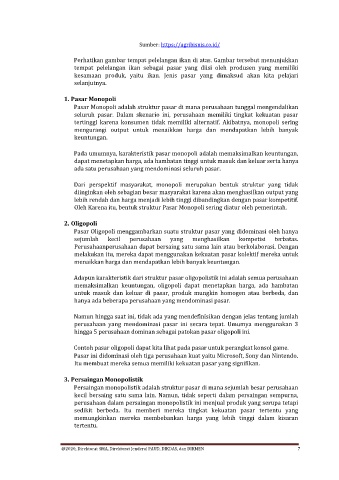 Sumber: https://agribisnis.co.id/
Perhatikan gambar tempat pelelangan ikan di atas. Gambar tersebut menunjukkan
tempat pelelangan ikan sebagai pasar yang diisi oleh produsen yang memiliki
kesamaan produk, yaitu ikan. Jenis pasar yang dimaksud akan kita pelajari
selanjutnya.
1. Pasar Monopoli
Pasar Monopoli adalah struktur pasar di mana perusahaan tunggal mengendalikan
seluruh pasar. Dalam skenario ini, perusahaan memiliki tingkat kekuatan pasar
tertinggi karena konsumen tidak memiliki alternatif. Akibatnya, monopoli sering
mengurangi output untuk menaikkan harga dan mendapatkan lebih banyak
keuntungan.
Pada umumnya, karakteristik pasar monopoli adalah memaksimalkan keuntungan,
dapat menetapkan harga, ada hambatan tinggi untuk masuk dan keluar serta hanya
ada satu perusahaan yang mendominasi seluruh pasar.
Dari perspektif masyarakat, monopoli merupakan bentuk struktur yang tidak
diinginkan oleh sebagian besar masyarakat karena akan menghasilkan output yang
lebih rendah dan harga menjadi lebih tinggi dibandingkan dengan pasar kompetitif.
Oleh Karena itu, bentuk struktur Pasar Monopoli sering diatur oleh pemerintah.
2. Oligopoli
Pasar Oligopoli menggambarkan suatu struktur pasar yang didominasi oleh hanya
sejumlah kecil perusahaan yang menghasilkan kompetisi terbatas.
Perusahaanperusahaan dapat bersaing satu sama lain atau berkolaborasi. Dengan
melakukan itu, mereka dapat menggunakan kekuatan pasar kolektif mereka untuk
menaikkan harga dan mendapatkan lebih banyak keuntungan.
Adapun karakteristik dari struktur pasar oligopolistik ini adalah semua perusahaan
memaksimalkan keuntungan, oligopoli dapat menetapkan harga, ada hambatan
untuk masuk dan keluar di pasar, produk mungkin homogen atau berbeda, dan
hanya ada beberapa perusahaan yang mendominasi pasar.
Namun hingga saat ini, tidak ada yang mendefinisikan dengan jelas tentang jumlah
perusahaan yang mendominasi pasar ini secara tepat. Umumya menggunakan 3
hingga 5 perusahaan dominan sebagai patokan pasar oligopoli ini.
Contoh pasar oligopoli dapat kita lihat pada pasar untuk perangkat konsol game.
Pasar ini didominasi oleh tiga perusahaan kuat yaitu Microsoft, Sony dan Nintendo.
Itu membuat mereka semua memiliki kekuatan pasar yang signifikan.
3. Persaingan Monopolistik
Persaingan monopolistik adalah struktur pasar di mana sejumlah besar perusahaan
kecil bersaing satu sama lain. Namun, tidak seperti dalam persaingan sempurna,
perusahaan dalam persaingan monopolistik ini menjual produk yang serupa tetapi
sedikit berbeda. Itu memberi mereka tingkat kekuatan pasar tertentu yang
memungkinkan mereka membebankan harga yang lebih tinggi dalam kisaran
tertentu.
@2020, Direktorat SMA, Direktorat Jenderal PAUD, DIKDAS, dan DIKMEN 7